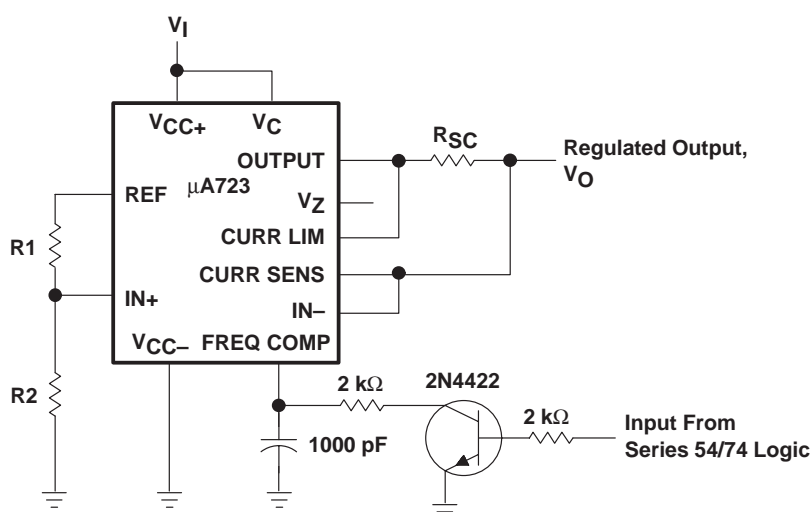 VI
VCC+
VC
OUTPUT
RSC
Regulated Output,
VO
REF
μA723
VZ
R1
CURR LIM
CURR SENS
IN+
IN–
VCC–
FREQ COMP
R2
2 kΩ
2N4422
2 kΩ
1000 pF
Input From
Series 54/74 Logic